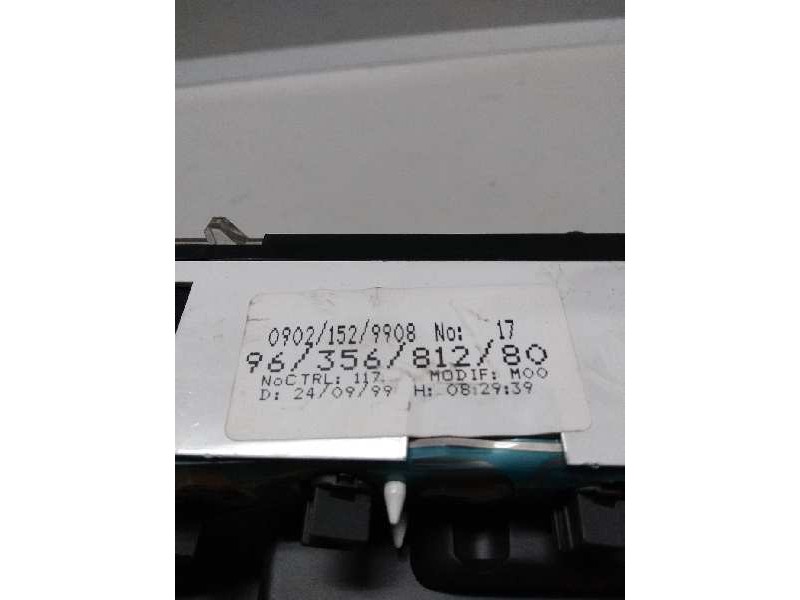 0902/152/9908 No: 17
96/356/812/80
NoCTRL: 117 MODIF: M00
D: 24/09/99 H: 08:29:39